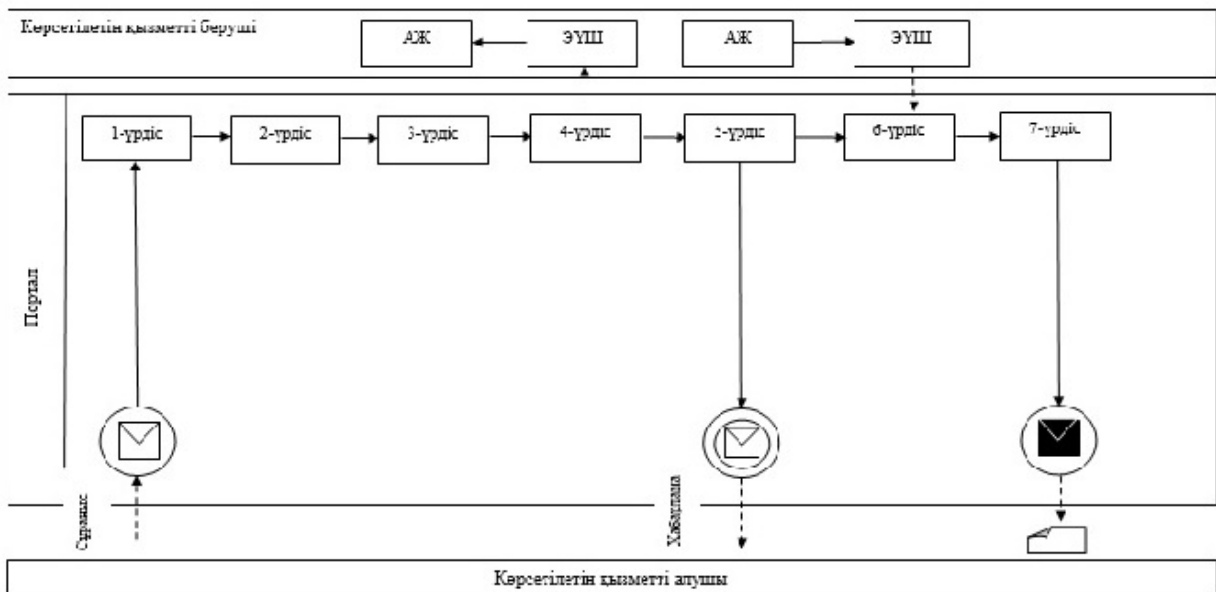 Көрсетілетін қызметті беруші
АЖ
ЭҮШ
АЖ
ЭҮШ
1-үрдіс
2-үрдіс
3-үрдіс
4-үрдіс
5-үрдіс
6-үрдіс
7-үрдіс
Портал
Сұраныс
Хабарлама
Көрсетілетін қызметті алушы